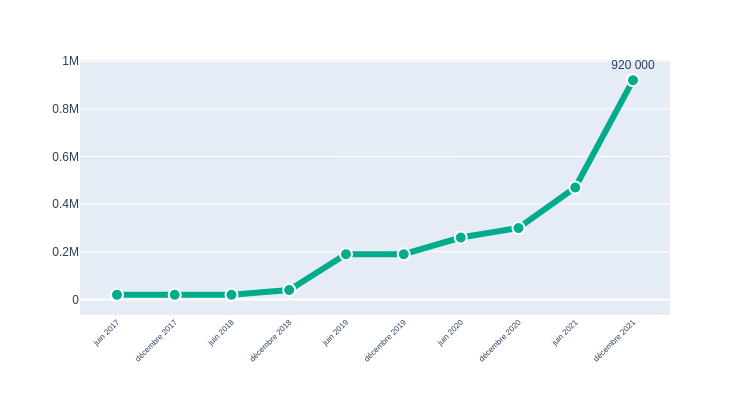 920 000
1M
0.8M
0.6M
0.4M
0.2M
0
juin 2017
décembre 2017
juin 2018
décembre 2018
juin 2019
décembre 2019
juin 2020
décembre 2020
juin 2021
décembre 2021